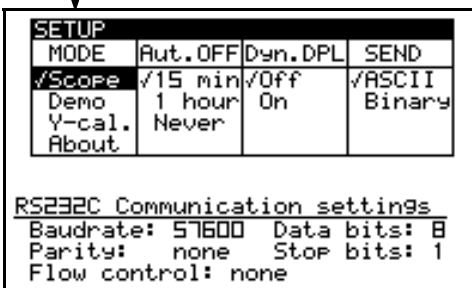 SETUP
MODE Aut.OFF Dyn.DPL SEND
√Scope √15 min √Off √ASCII
Demo 1 hour On Binary
Y-cal. Never
About
RS232C Communication settings
Baudrate: 57600 Data bits: 8
Parity: none Stop bits: 1
Flow control: none